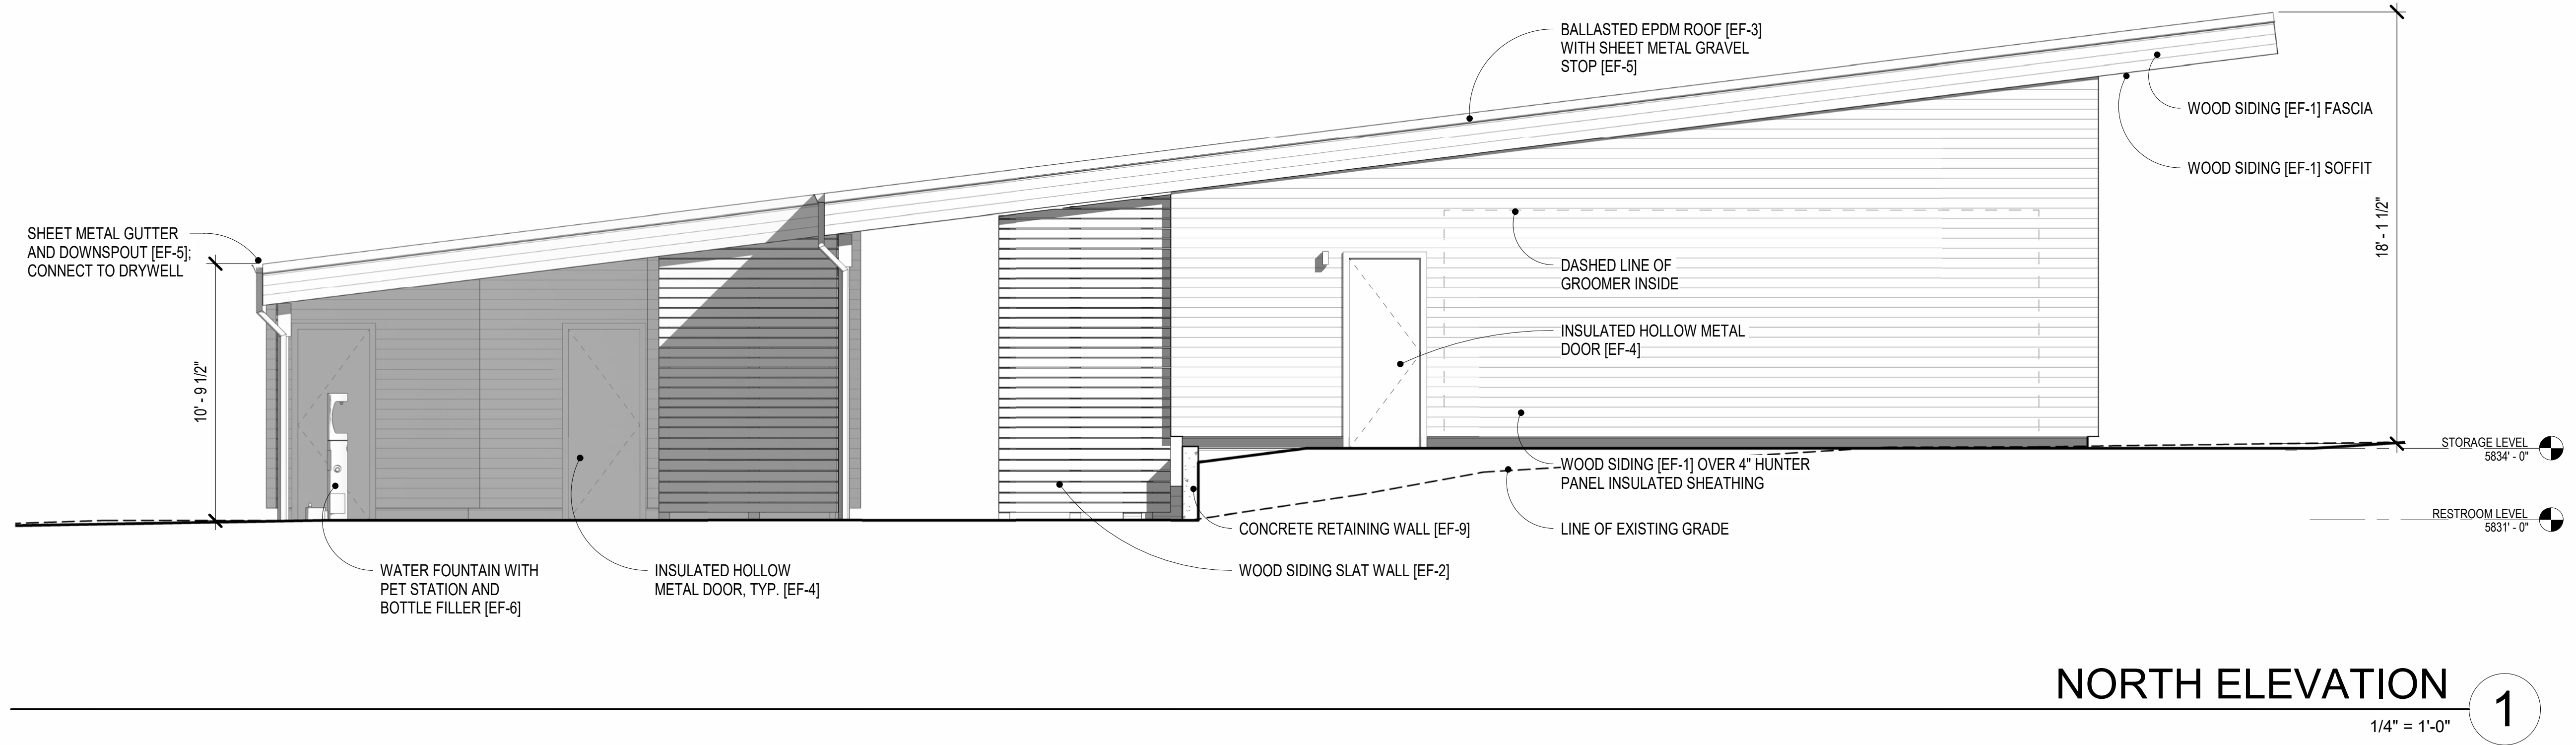 BALLASTED EPDM ROOF [EF-3]
WITH SHEET METAL GRAVEL
STOP [EF-5]
WOOD SIDING [EF-1] FASCIA
WOOD SIDING [EF-1] SOFFIT
18' - 1 1/2"
SHEET METAL GUTTER
AND DOWNSPOUT [EF-5];
CONNECT TO DRYWELL
10' - 9 1/2"
DASHED LINE OF
GROOMER INSIDE
INSULATED HOLLOW METAL
DOOR [EF-4]
STORAGE LEVEL
5834' - 0"
WOOD SIDING [EF-1] OVER 4" HUNTER
PANEL INSULATED SHEATHING
RESTROOM LEVEL
5831' - 0"
CONCRETE RETAINING WALL [EF-9]
LINE OF EXISTING GRADE
WATER FOUNTAIN WITH
PET STATION AND
BOTTLE FILLER [EF-6]
INSULATED HOLLOW
METAL DOOR, TYP. [EF-4]
WOOD SIDING SLAT WALL [EF-2]
NORTH ELEVATION
1
1/4" = 1'-0"